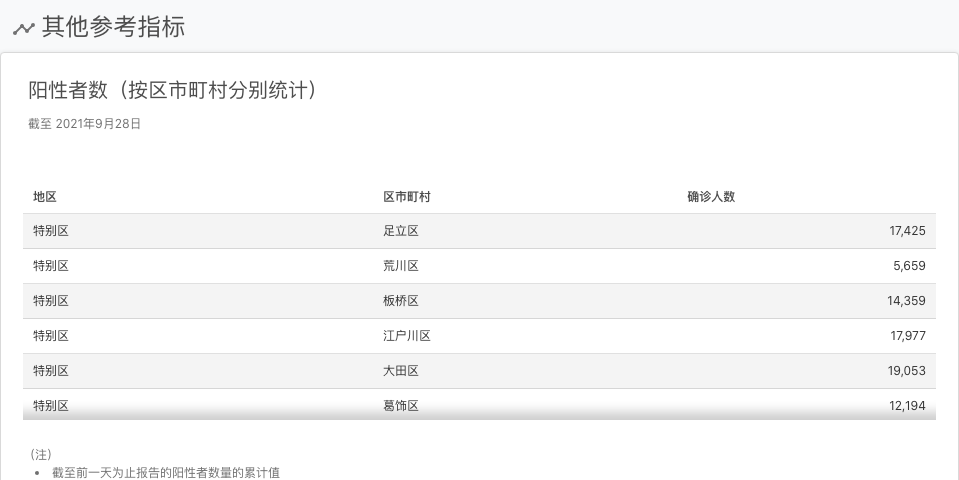 其他参考指标
阳性者数（按区市町村分别统计）
截至 2021年9月28日
地区 区市町村 确诊人数
特别区 足立区 17,425
特别区 荒川区 5,659
特别区 板桥区 14,359
特别区 江户川区 17,977
特别区 大田区 19,053
特别区 葛饰区 12,194
（注）
• 截至前一天为止报告的阳性者数量的累计值